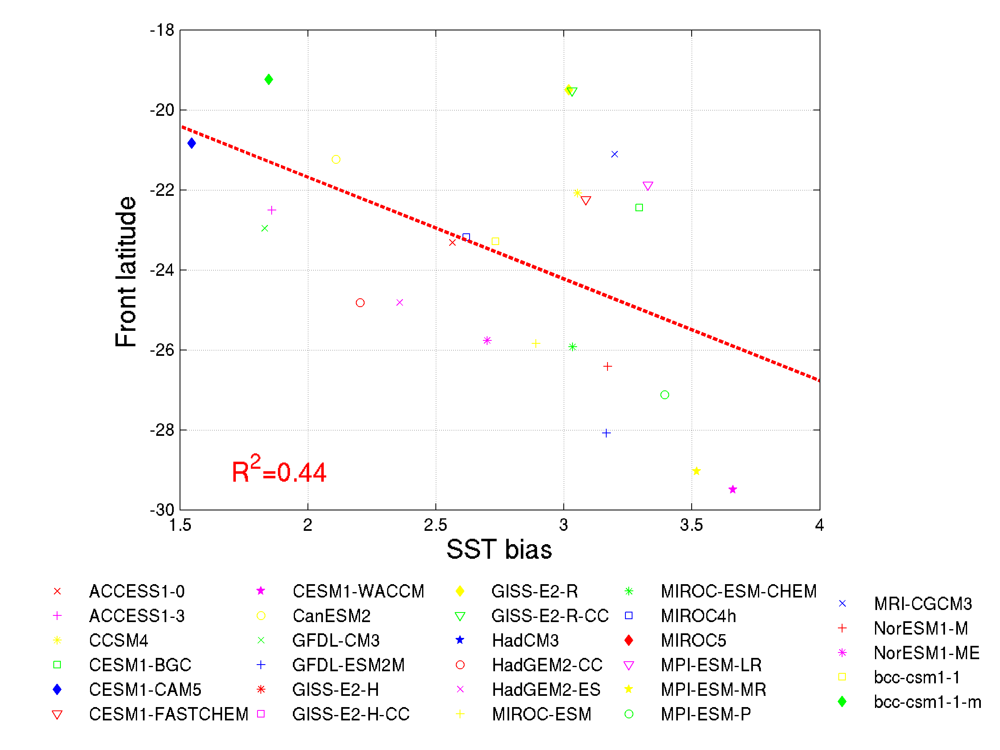 -18
-20
-22
-24
-26
-28
-30
Front latitude
R²=0.44
1.5 2 2.5 3 3.5 4
SST bias
ACCESS1-0
ACCESS1-3
CCSM4
CESM1-BGC
CESM1-CAM5
CESM1-FASTCHEM
CESM1-WACCM
CanESM2
GFDL-CM3
GFDL-ESM2M
GISS-E2-H
GISS-E2-H-CC
GISS-E2-R
GISS-E2-R-CC
HadCM3
HadGEM2-CC
HadGEM2-ES
MIROC-ESM
MIROC-ESM-CHEM
MIROC4h
MIROC5
MPI-ESM-LR
MPI-ESM-MR
MPI-ESM-P
MRI-CGCM3
NorESM1-M
NorESM1-ME
bcc-csm1-1
bcc-csm1-1-m